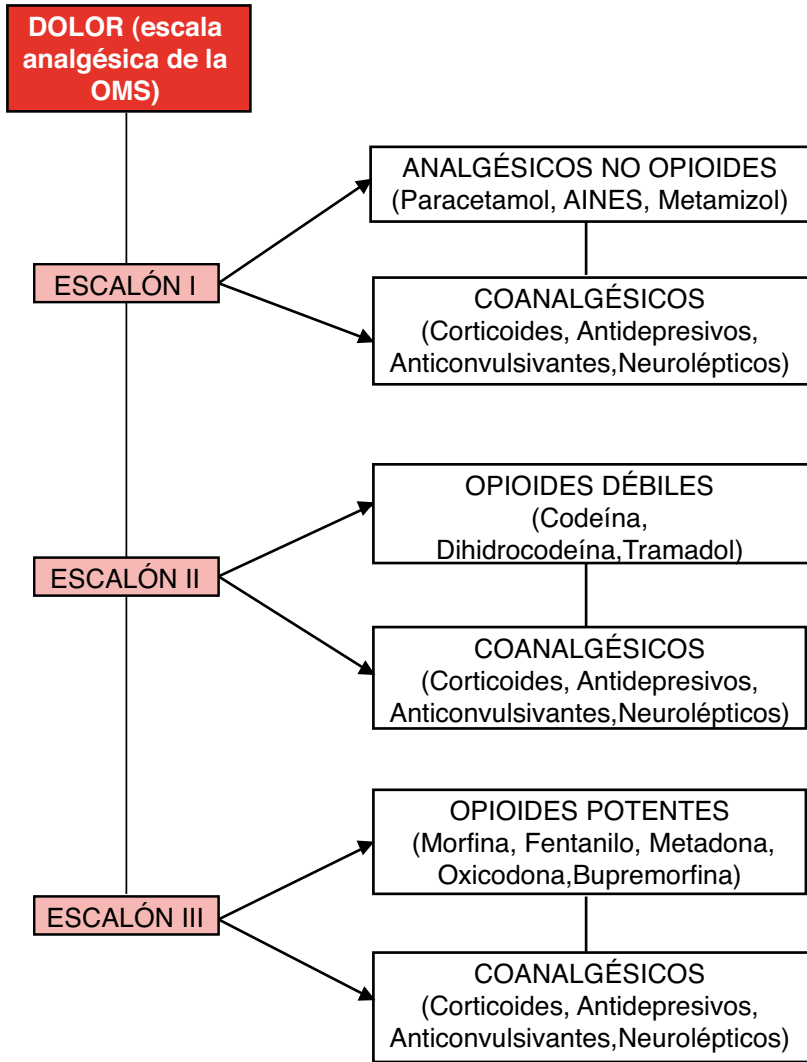 DOLOR (escala
analgésica de la
OMS)
ANALGÉSICOS NO OPIOIDES
(Paracetamol, AINES, Metamizol)
ESCALÓN I
COANALGÉSICOS
(Corticoides, Antidepresivos,
Anticonvulsivantes,Neurolépticos)
OPIOIDES DÉBILES
(Codeína,
Dihidrocodeína,Tramadol)
ESCALÓN II
COANALGÉSICOS
(Corticoides, Antidepresivos,
Anticonvulsivantes,Neurolépticos)
OPIOIDES POTENTES
(Morfina, Fentanilo, Metadona,
Oxicodona,Bupremorfina)
ESCALÓN III
COANALGÉSICOS
(Corticoides, Antidepresivos,
Anticonvulsivantes,Neurolépticos)